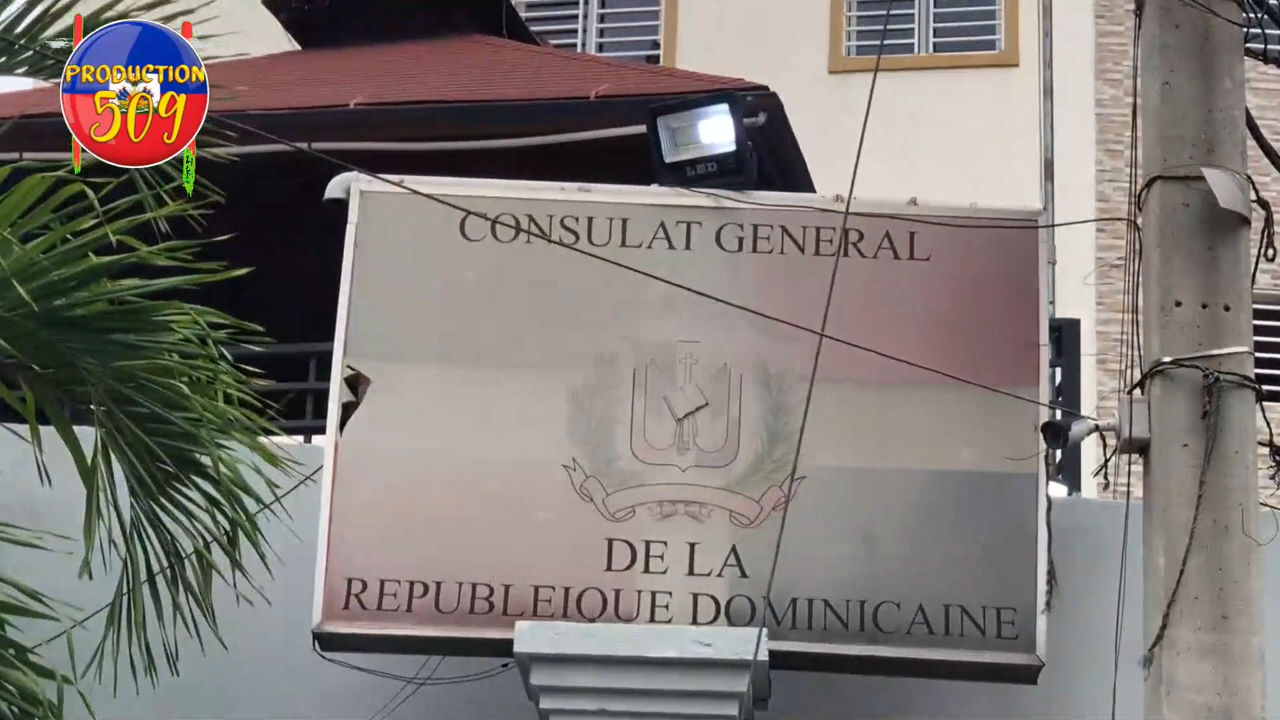 PRODUCTION
509
LED
CONSULAT GENERAL
DE LA
REPUBLEIQUE DOMINICAINE